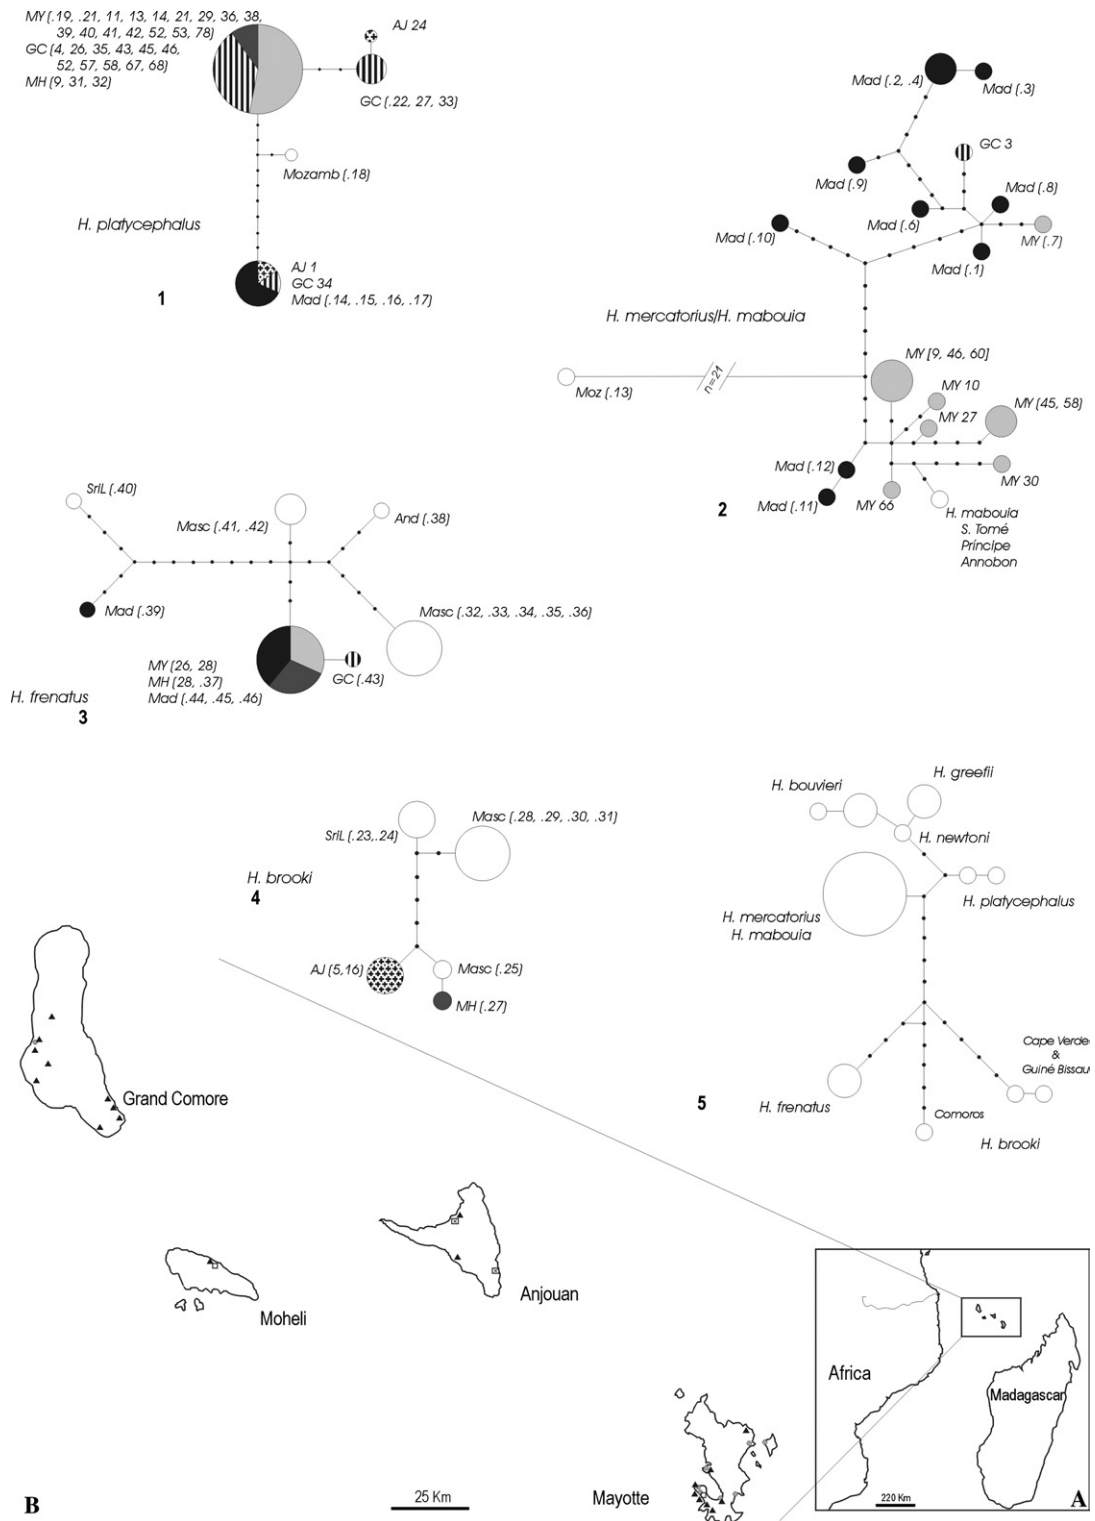 MY (.19, .21, 11, 13, 14, 21, 29, 36, 38,
39, 40, 41, 42, 52, 53, 78)
GC (4, 26, 35, 43, 45, 46,
52, 57, 58, 67, 68)
MH (9, 31, 32)
AJ 24
GC (.22, 27, 33)
Mozamb (.18)
H. platycephalus
AJ 1
GC 34
Mad (.14, .15, .16, .17)
1
Mad (.2, .4)
Mad (.3)
GC 3
Mad (.9)
Mad (.8)
Mad (.6)
MY (.7)
Mad (.10)
Mad (.1)
H. mercatorius/H. mabouia
MY [9, 46, 60]
n=21
Moz (.13)
MY 10
MY (45, 58)
MY 27
Mad (.12)
MY 30
Mad (.11)
MY 66
2
H. mabouia
S. Tomé
Príncipe
Annobon
SriL (.40)
Masc (.41, .42)
And (.38)
Mad (.39)
Masc (.32, .33, .34, .35, .36)
MY (26, 28)
MH (28, .37)
Mad (.44, .45, .46)
GC (.43)
H. frenatus
3
Masc (.28, .29, .30, .31)
SriL (.23,.24)
H. brooki
4
AJ (5,16)
Masc (.25)
MH (.27)
H. greefii
H. bouvieri
H. newtoni
H. platycephalus
H. mercatorius
H. mabouia
Cape Verde
&
Guiné Bissau
H. frenatus
5
Comoros
H. brooki
Grand Comore
Moheli
Anjouan
Mayotte
Africa
Madagascar
B
25 Km
220 Km
A